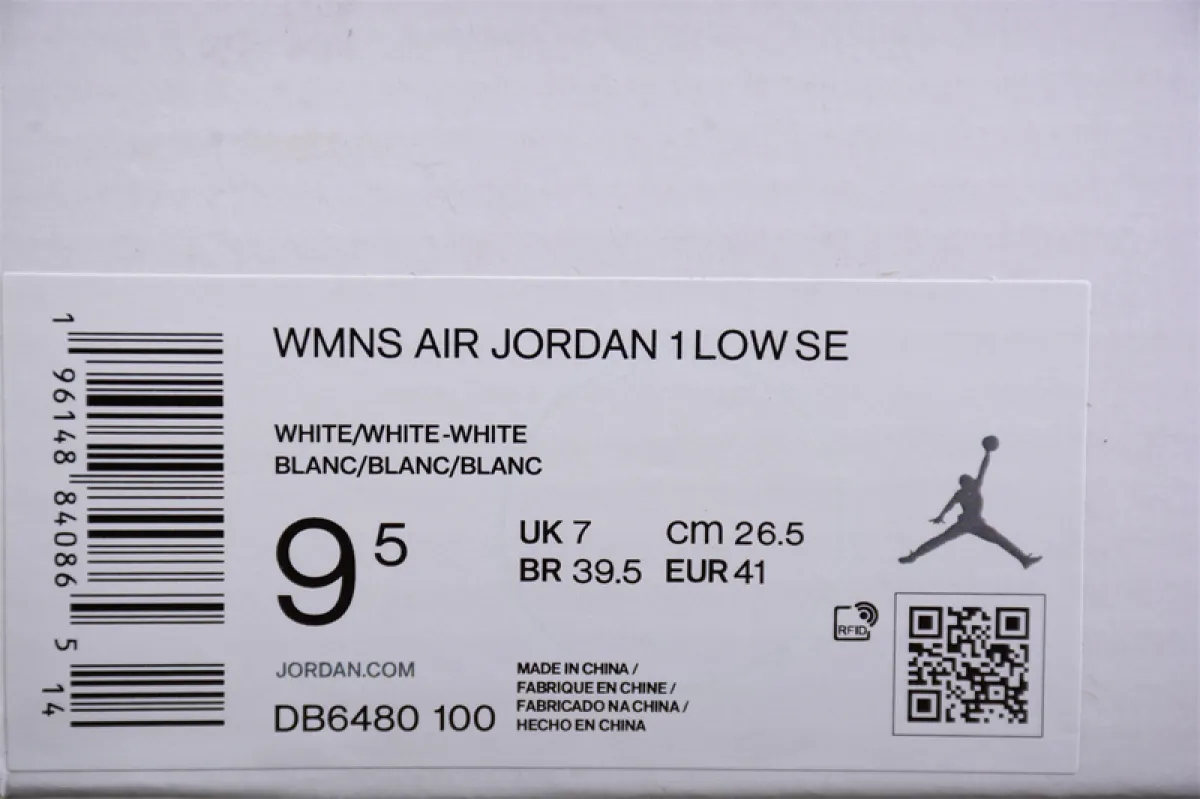 1 96148 84086 5 14
WMNS AIR JORDAN 1 LOW SE
WHITE/WHITE-WHITE
BLANC/BLANC/BLANC
9 5
UK 7 cm 26.5
BR 39.5 EUR 41
RFID
JORDAN.COM
DB6480 100
MADE IN CHINA /
FABRIQUE EN CHINE /
FABRICADO NA CHINA /
HECHO EN CHINA